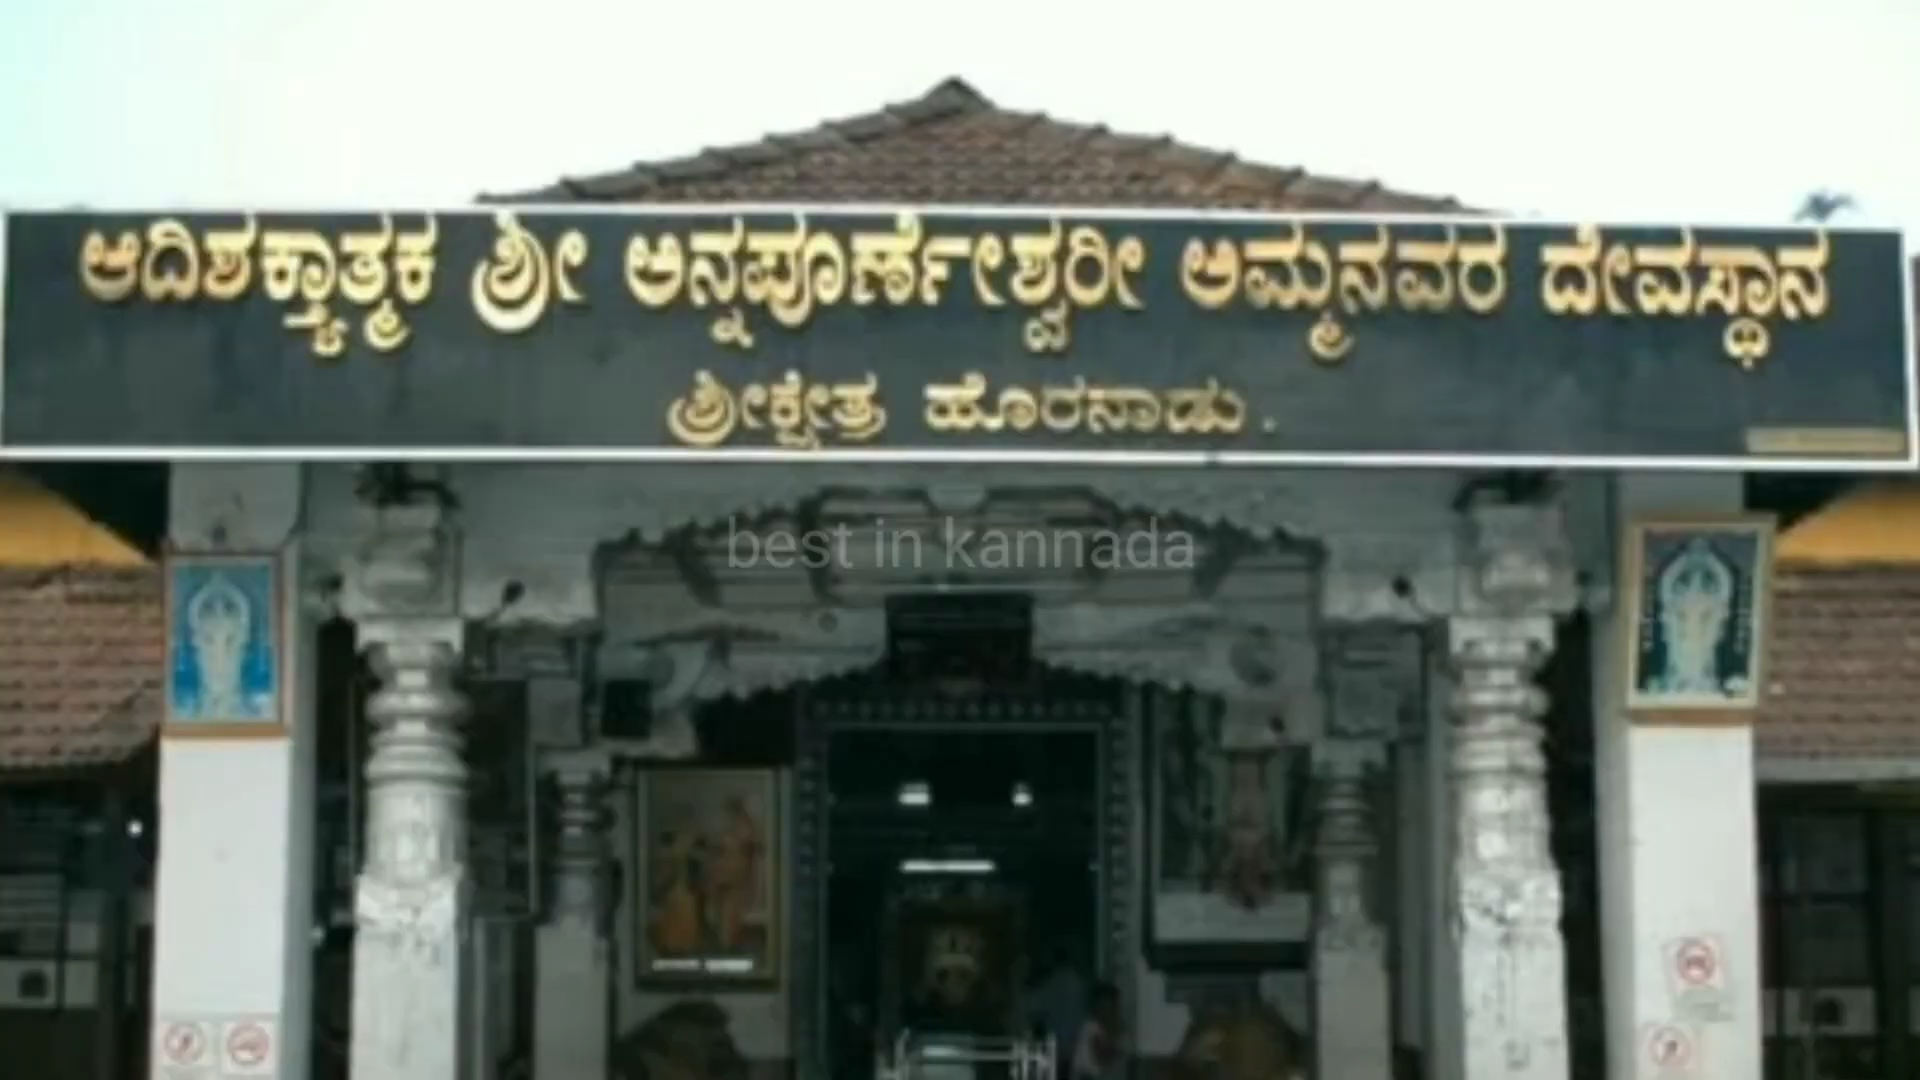 ಆದಿಶಕ್ತ್ಯಾತ್ಮಕ ಶ್ರೀ ಅನ್ನಪೂರ್ಣೇಶ್ವರೀ ಅಮ್ಮನವರ ದೇವಸ್ಥಾನ
ಶ್ರೀಕ್ಷೇತ್ರ ಹೊರನಾಡು.
best in kannada